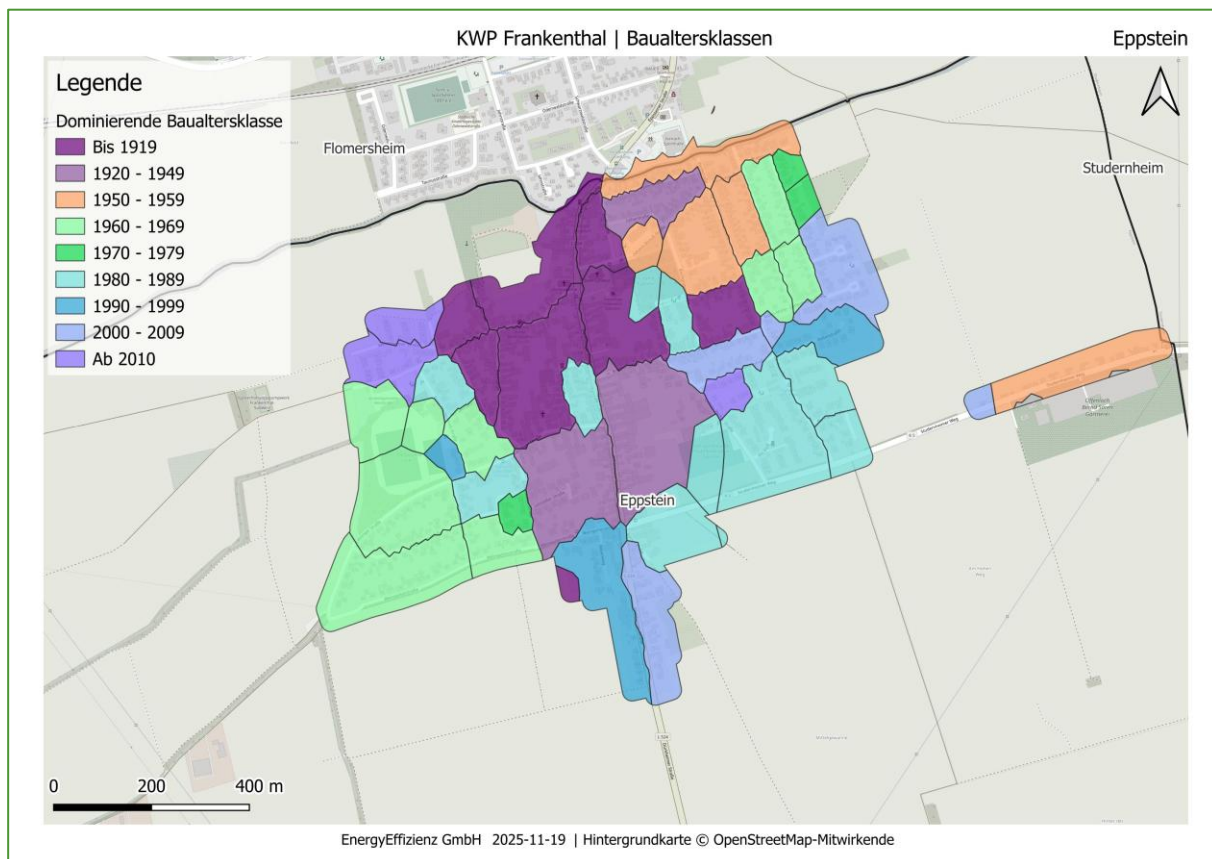 KWP Frankenthal | Baualtersklassen
Eppstein
Legende
Dominierende Baualtersklasse
Bis 1919
1920 - 1949
1950 - 1959
1960 - 1969
1970 - 1979
1980 - 1989
1990 - 1999
2000 - 2009
Ab 2010
Flomersheim
Studernheim
Eppstein
0 200 400 m
EnergyEffizienz GmbH 2025-11-19 | Hintergrundkarte © OpenStreetMap-Mitwirkende